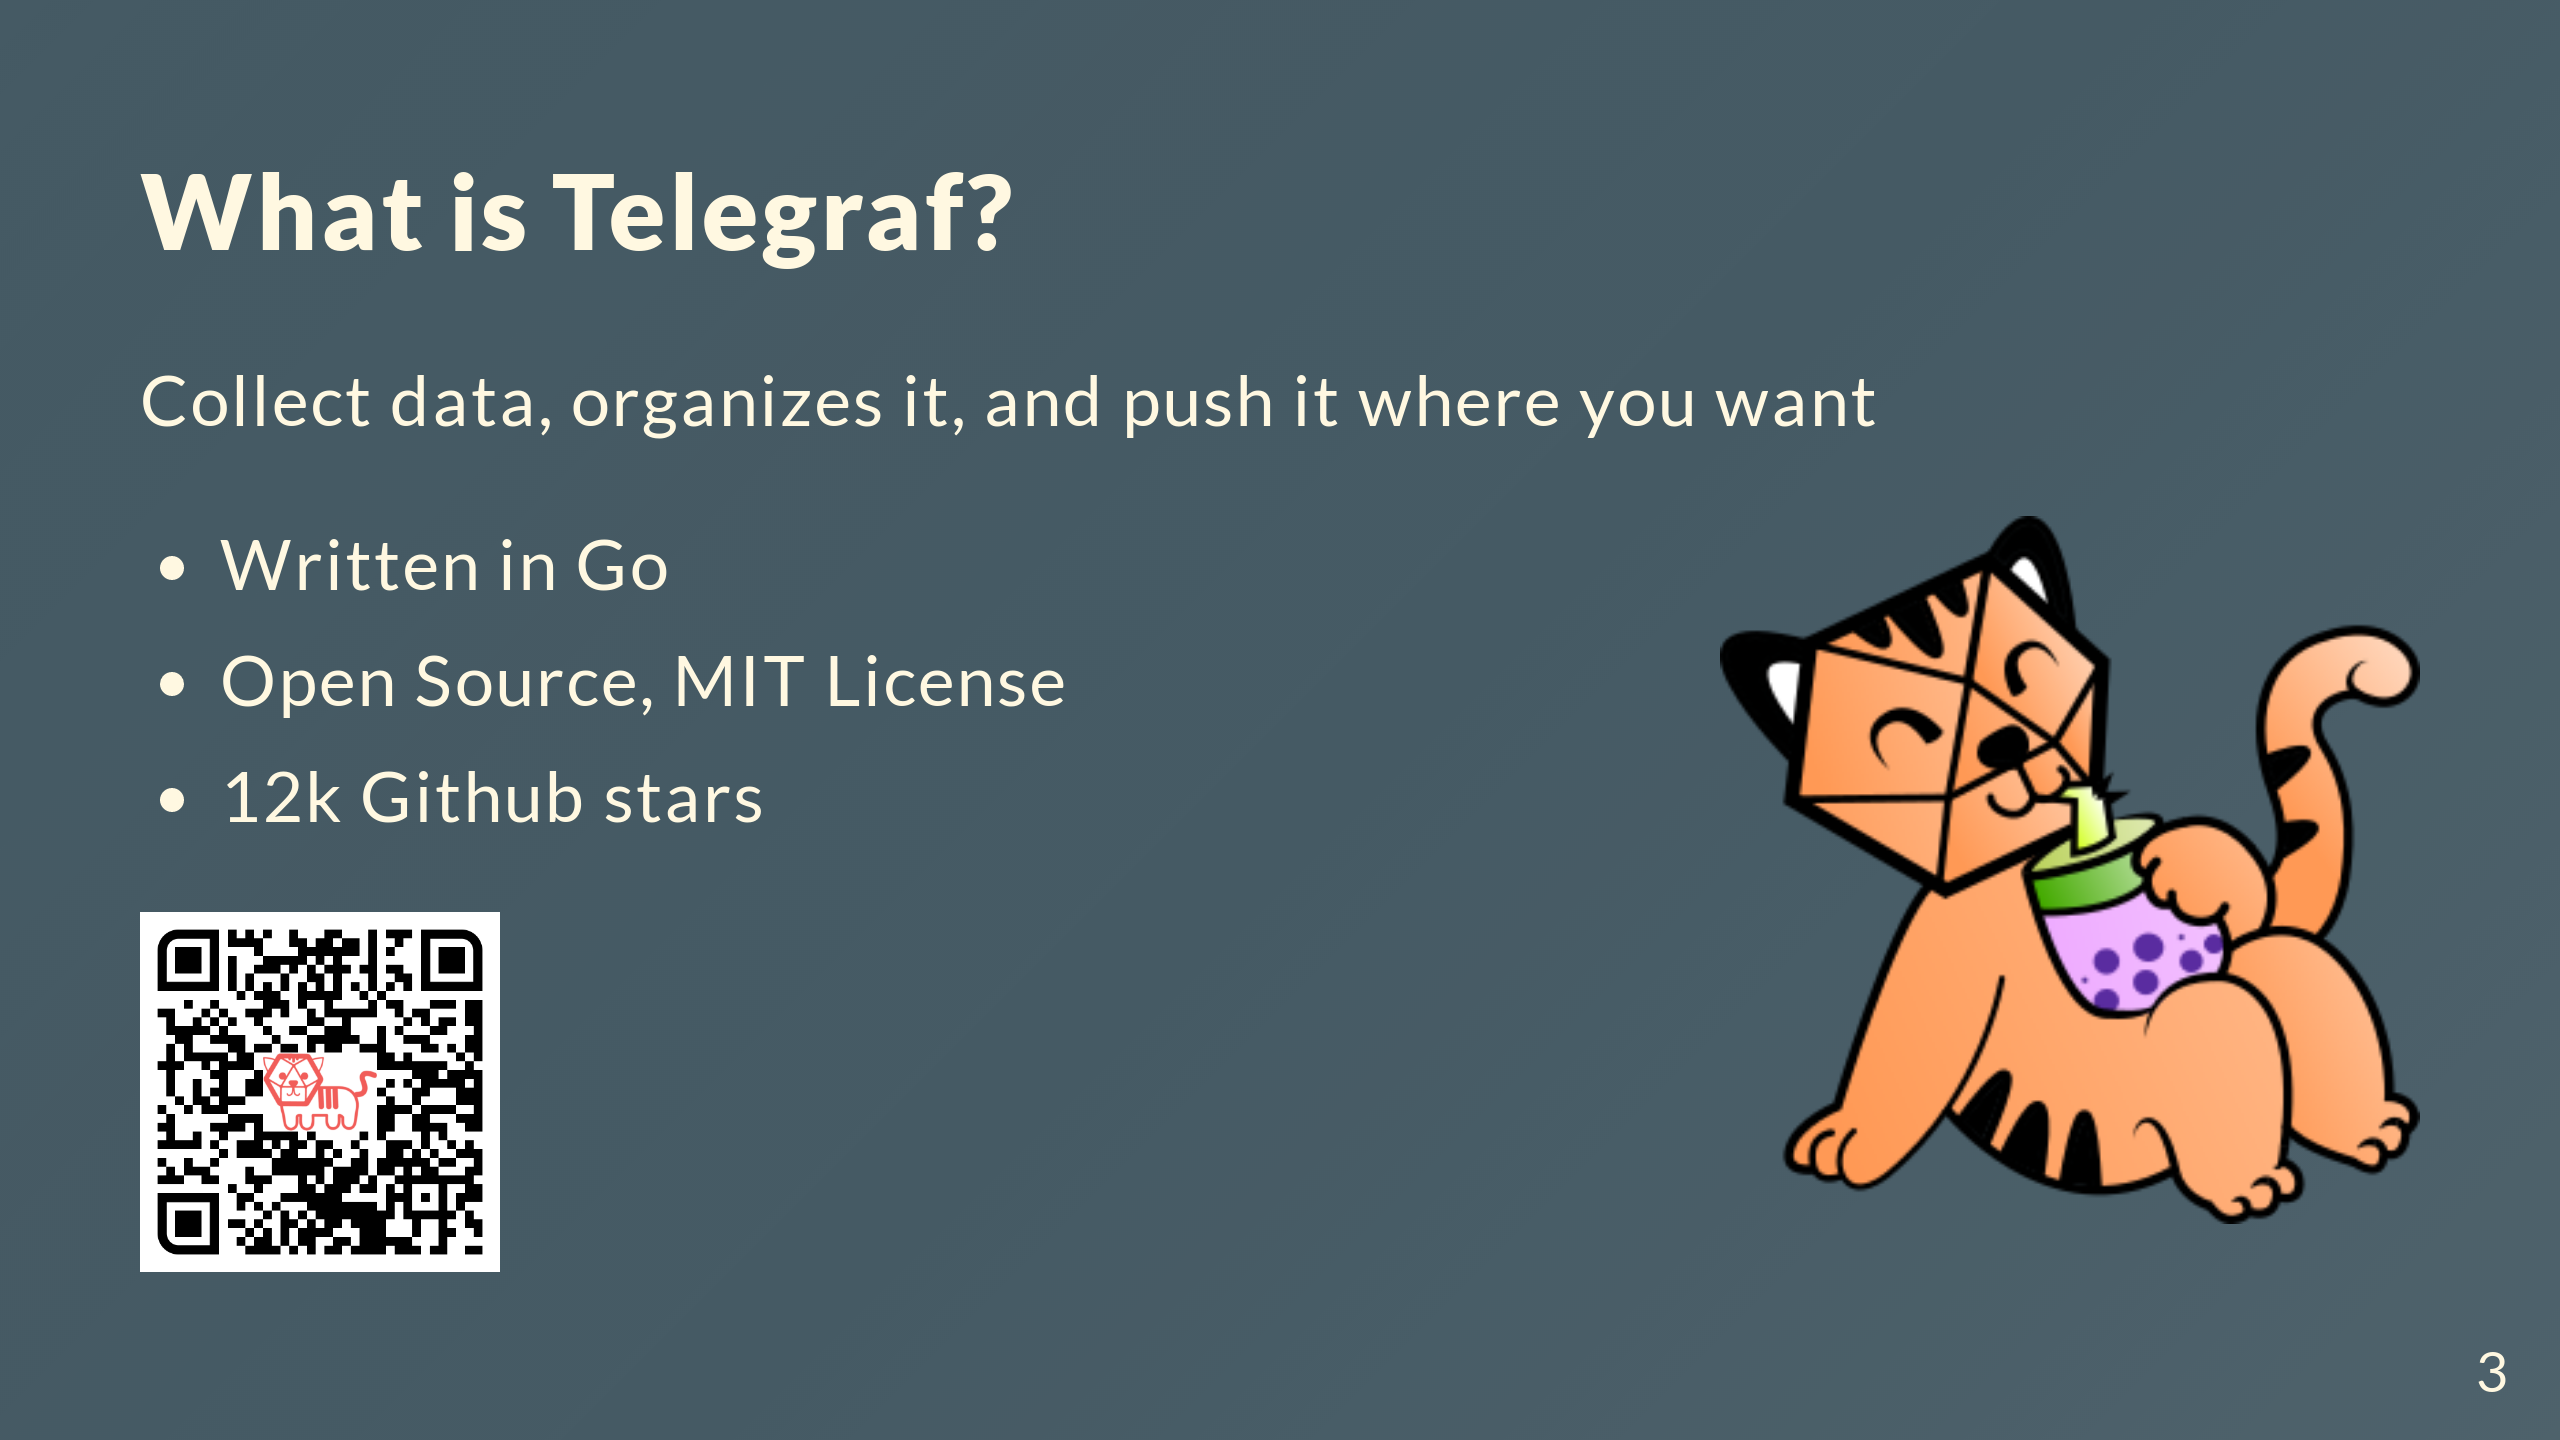 What is Telegraf?
Collect data, organizes it, and push it where you want
Written in Go
Open Source, MIT License
12k Github stars
3